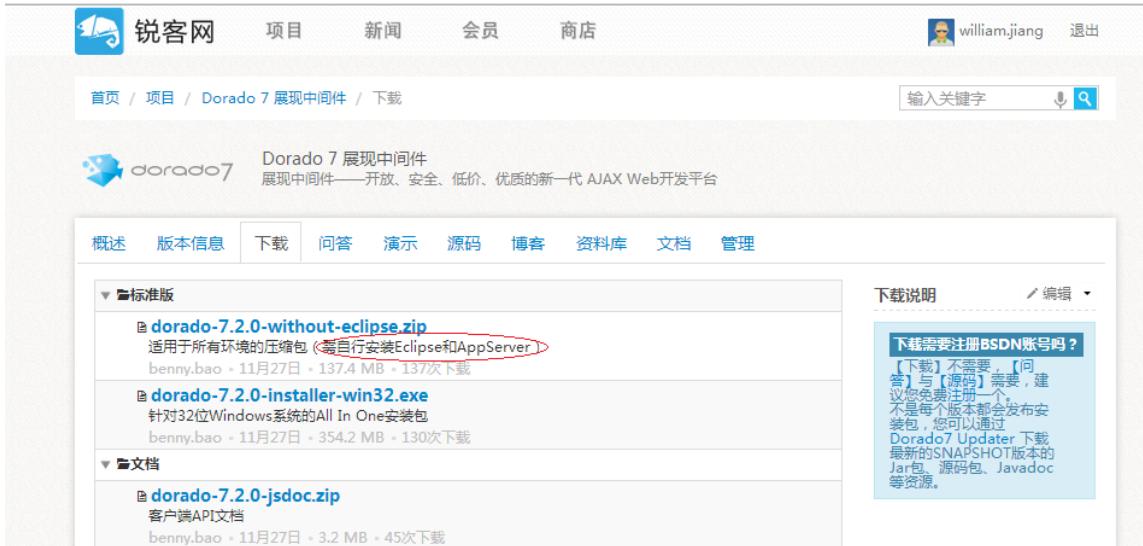 锐客网 项目 新闻 会员 商店 william.jiang 退出
首页 / 项目 / Dorado 7 展现中间件 / 下载 输入关键字
dorado7 Dorado 7 展现中间件
展现中间件——开放、安全、低价、优质的新一代 AJAX Web开发平台
概述 版本信息 下载 问答 演示 源码 博客 资料库 文档 管理
标准版
dorado-7.2.0-without-eclipse.zip
适用于所有环境的压缩包（需自行安装Eclipse和AppServer）
benny.bao • 11月27日 • 137.4 MB • 137次下载
dorado-7.2.0-installer-win32.exe
针对32位Windows系统的All In One安装包
benny.bao • 11月27日 • 354.2 MB • 130次下载
文档
dorado-7.2.0-jsdoc.zip
客户端API文档
benny.bao • 11月27日 • 3.2 MB • 45次下载
下载说明 编辑
下载需要注册BSDN账号吗？
【下载】不需要，【问
答】与【源码】需要，建
议您免费注册一个。
不是每个版本都会发布安
装包，您可以通过
Dorado7 Updater 下载
最新的SNAPSHOT版本的
Jar包、源码包、Javadoc
等资源。